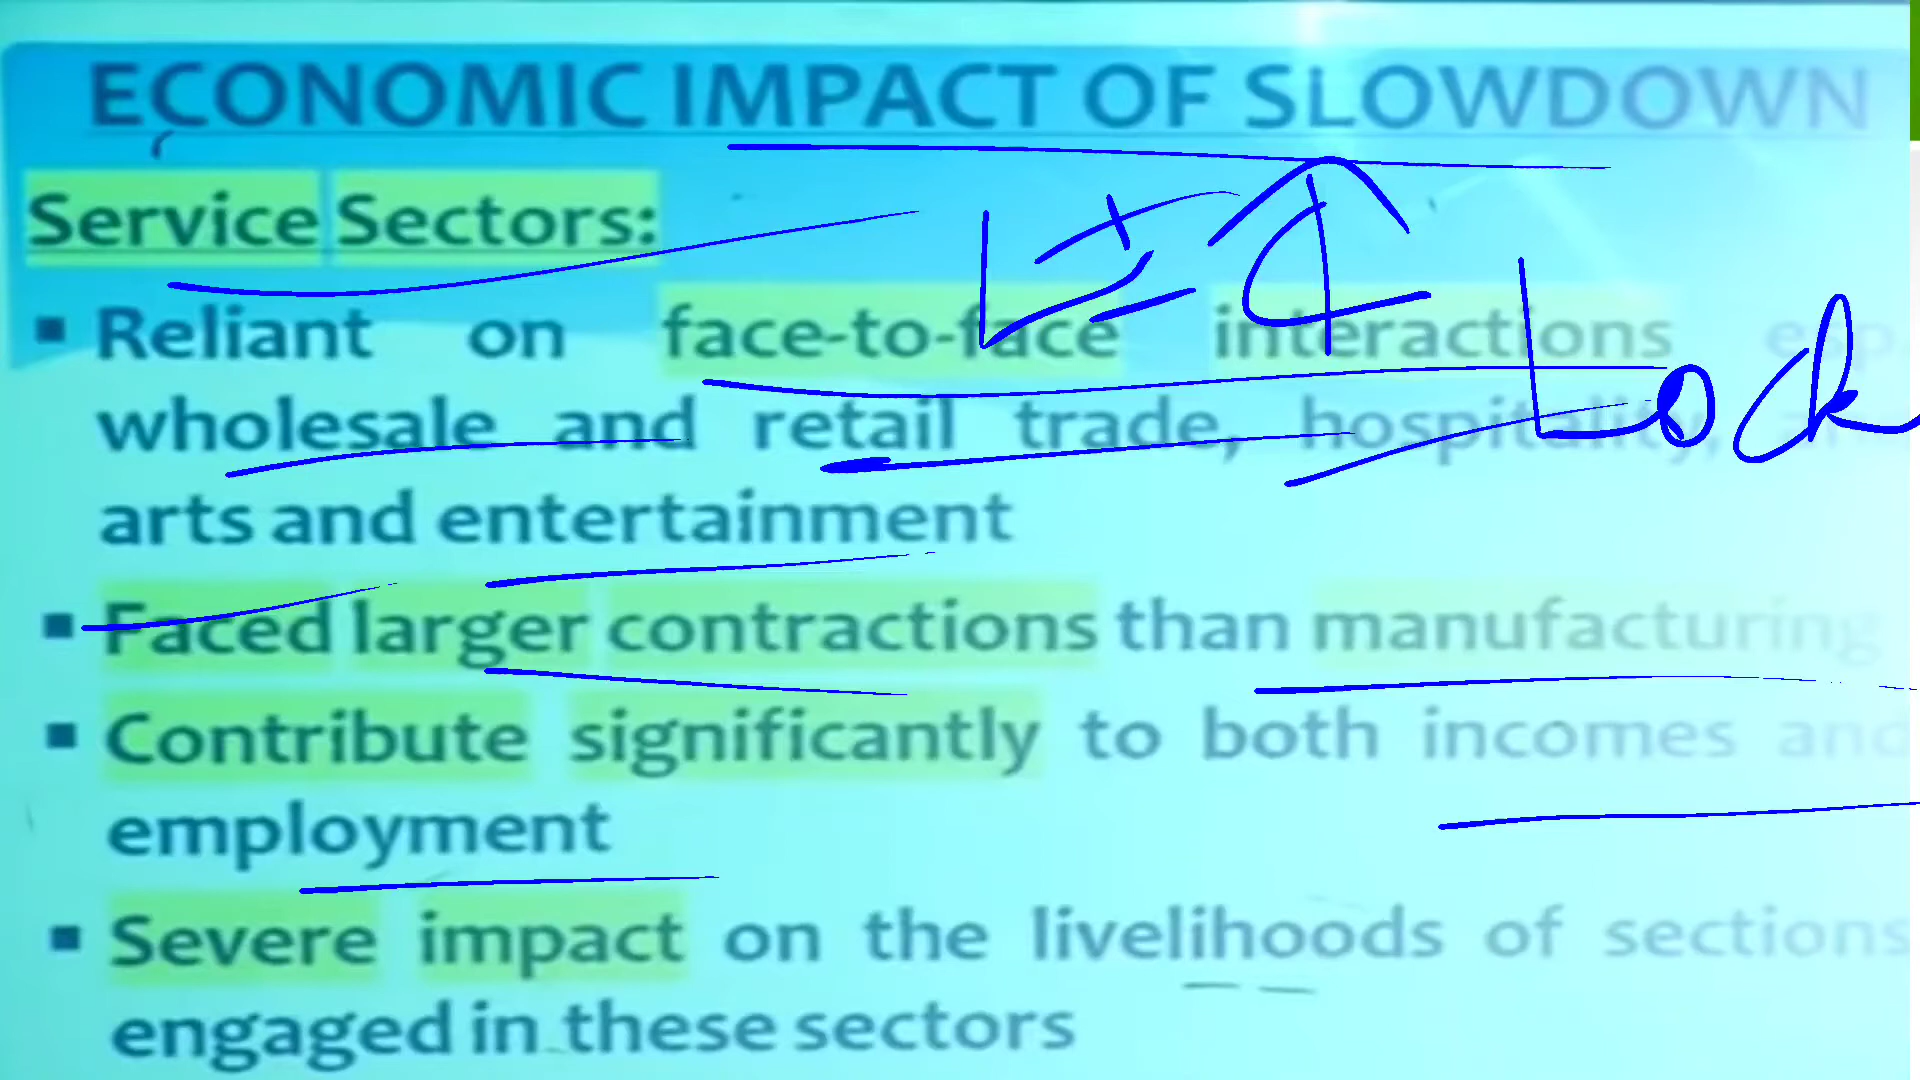 ECONOMIC IMPACT OF SLOWDOWN
Service Sectors:
▪ Reliant on face-to-face interactions
wholesale and retail trade, hospitality,
arts and entertainment
▪ Faced larger contractions than manufacturing
▪ Contribute significantly to both incomes and
employment
▪ Severe impact on the livelihoods of sections
engaged in these sectors
Lock